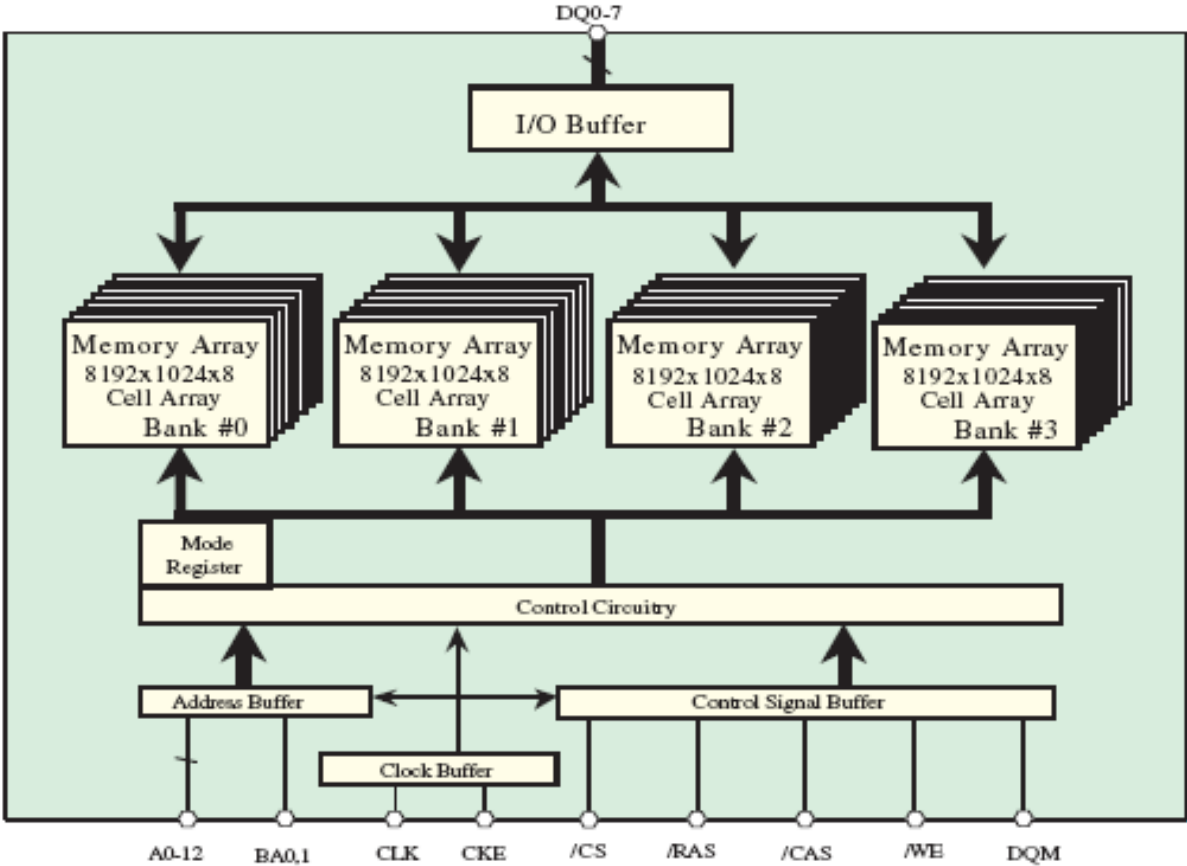 DQ0-7
I/O Buffer
Memory Array
8192x1024x8
Cell Array
Bank #0
Memory Array
8192x1024x8
Cell Array
Bank #1
Memory Array
8192x1024x8
Cell Array
Bank #2
Memory Array
8192x1024x8
Cell Array
Bank #3
Mode
Register
Control Circuitry
Address Buffer
Control Signal Buffer
Clock Buffer
A0-12
BA0,1
CLK
CKE
/CS
/RAS
/CAS
/WE
DQM